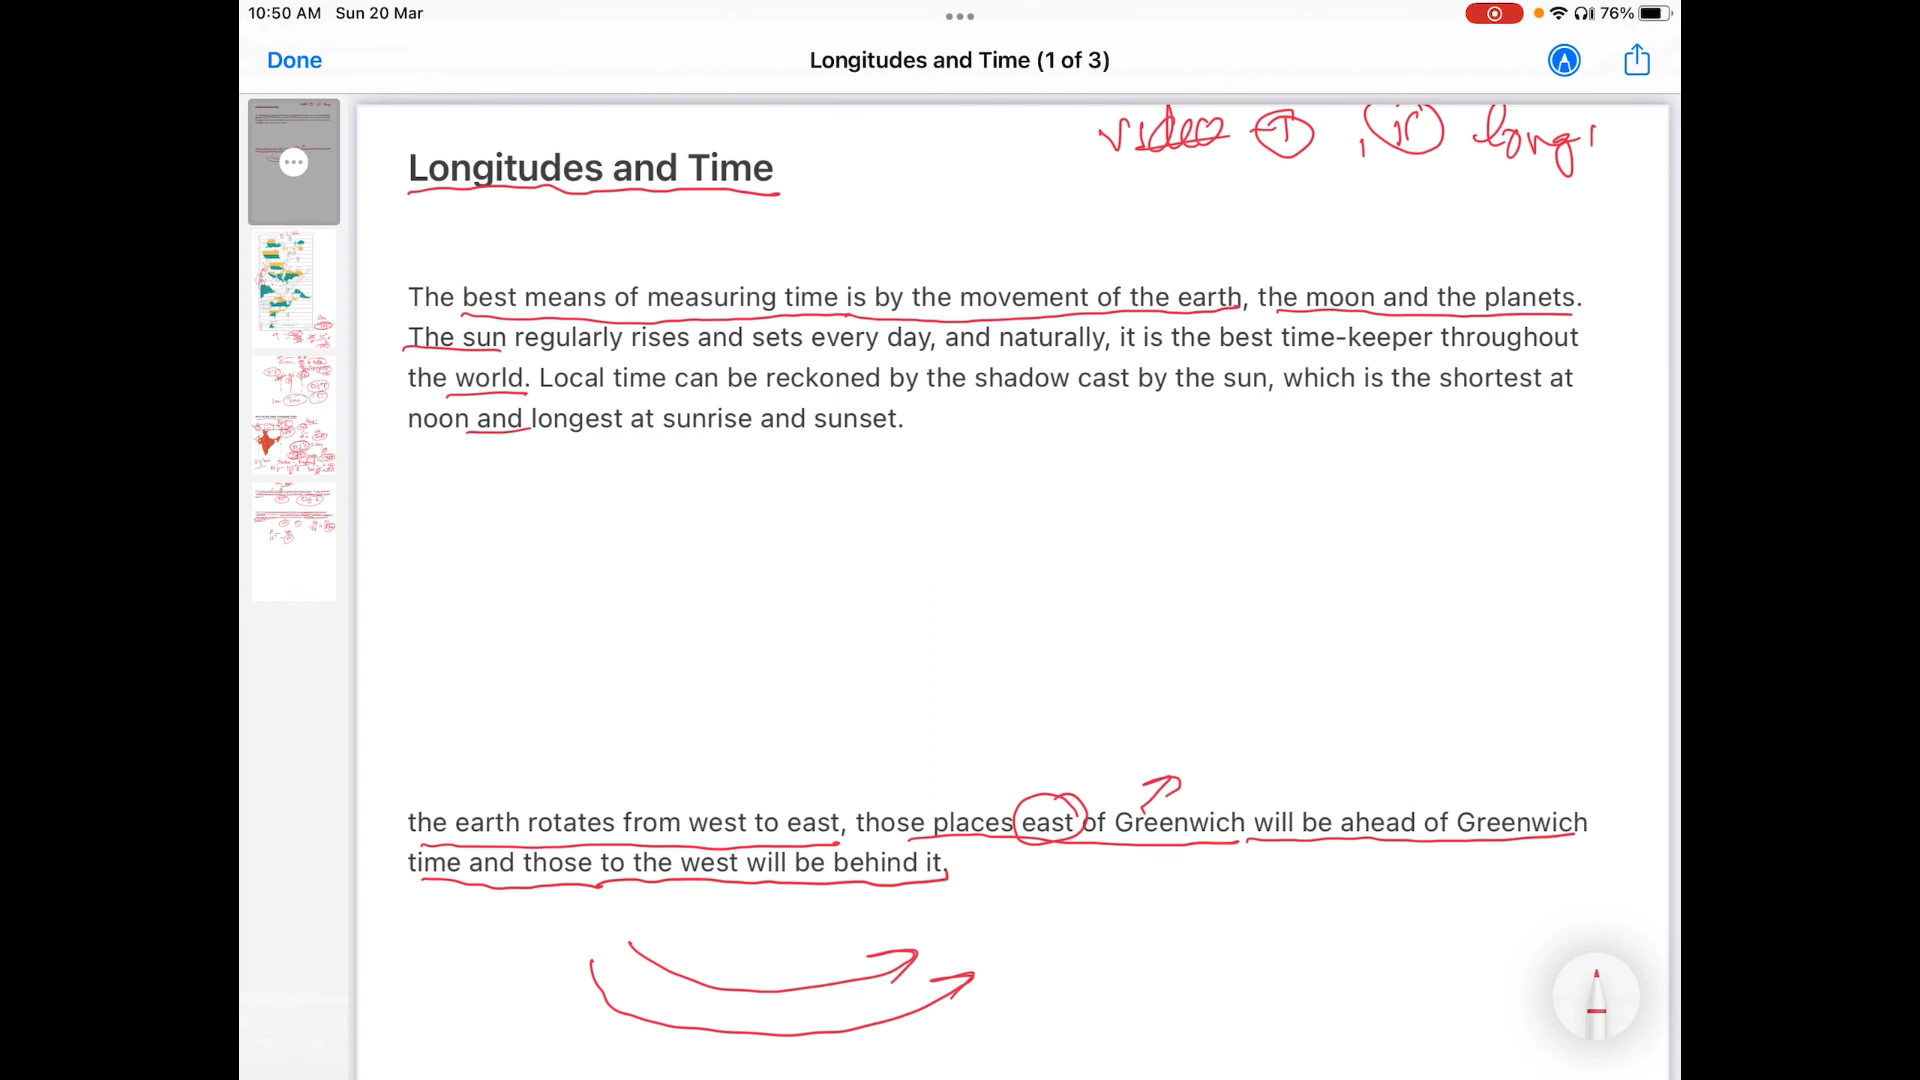 10:50 AM Sun 20 Mar
76%
Done
Longitudes and Time (1 of 3)
video
Longitudes and Time
The best means of measuring time is by the movement of the earth, the moon and the planets.
The sun regularly rises and sets every day, and naturally, it is the best time-keeper throughout
the world. Local time can be reckoned by the shadow cast by the sun, which is the shortest at
noon and longest at sunrise and sunset.
the earth rotates from west to east, those places east of Greenwich will be ahead of Greenwich
time and those to the west will be behind it.